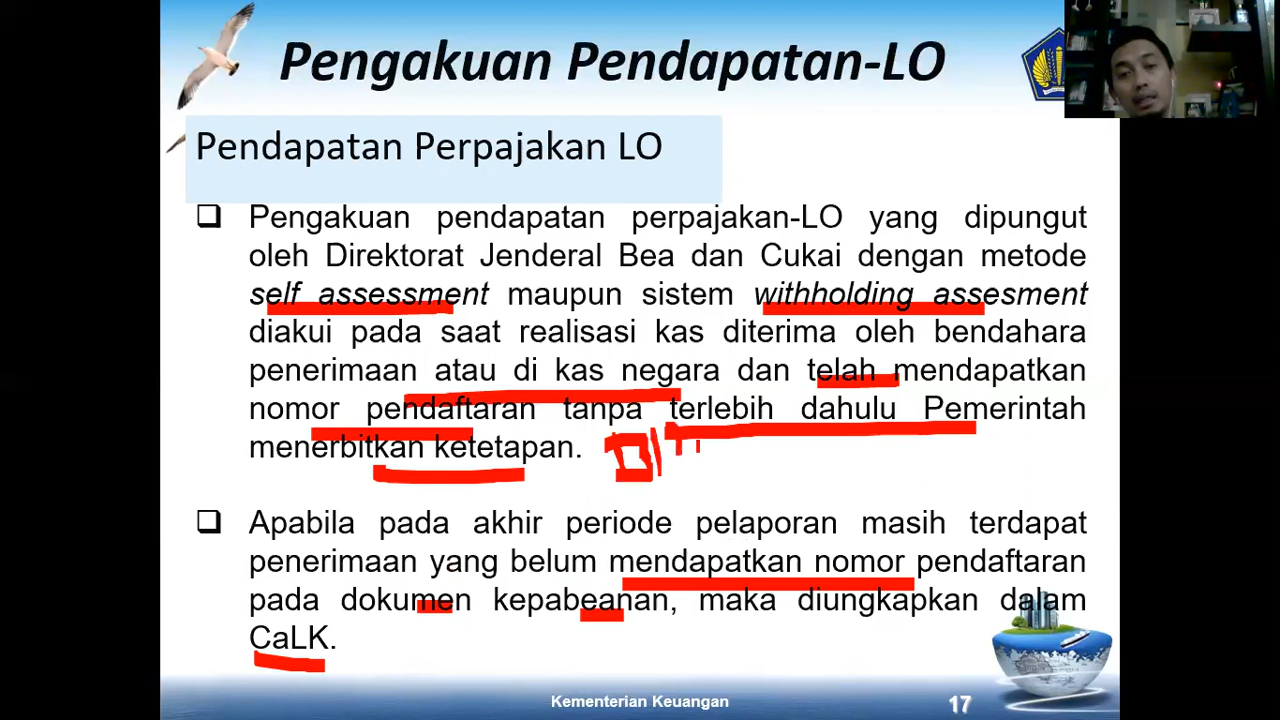 Pengakuan Pendapatan-LO
Pendapatan Perpajakan LO
Pengakuan pendapatan perpajakan-LO yang dipungut
oleh Direktorat Jenderal Bea dan Cukai dengan metode
self assessment maupun sistem withholding assesment
diakui pada saat realisasi kas diterima oleh bendahara
penerimaan atau di kas negara dan telah mendapatkan
nomor pendaftaran tanpa terlebih dahulu Pemerintah
menerbitkan ketetapan.
Apabila pada akhir periode pelaporan masih terdapat
penerimaan yang belum mendapatkan nomor pendaftaran
pada dokumen kepabeanan, maka diungkapkan dalam
CaLK.
Kementerian Keuangan
17